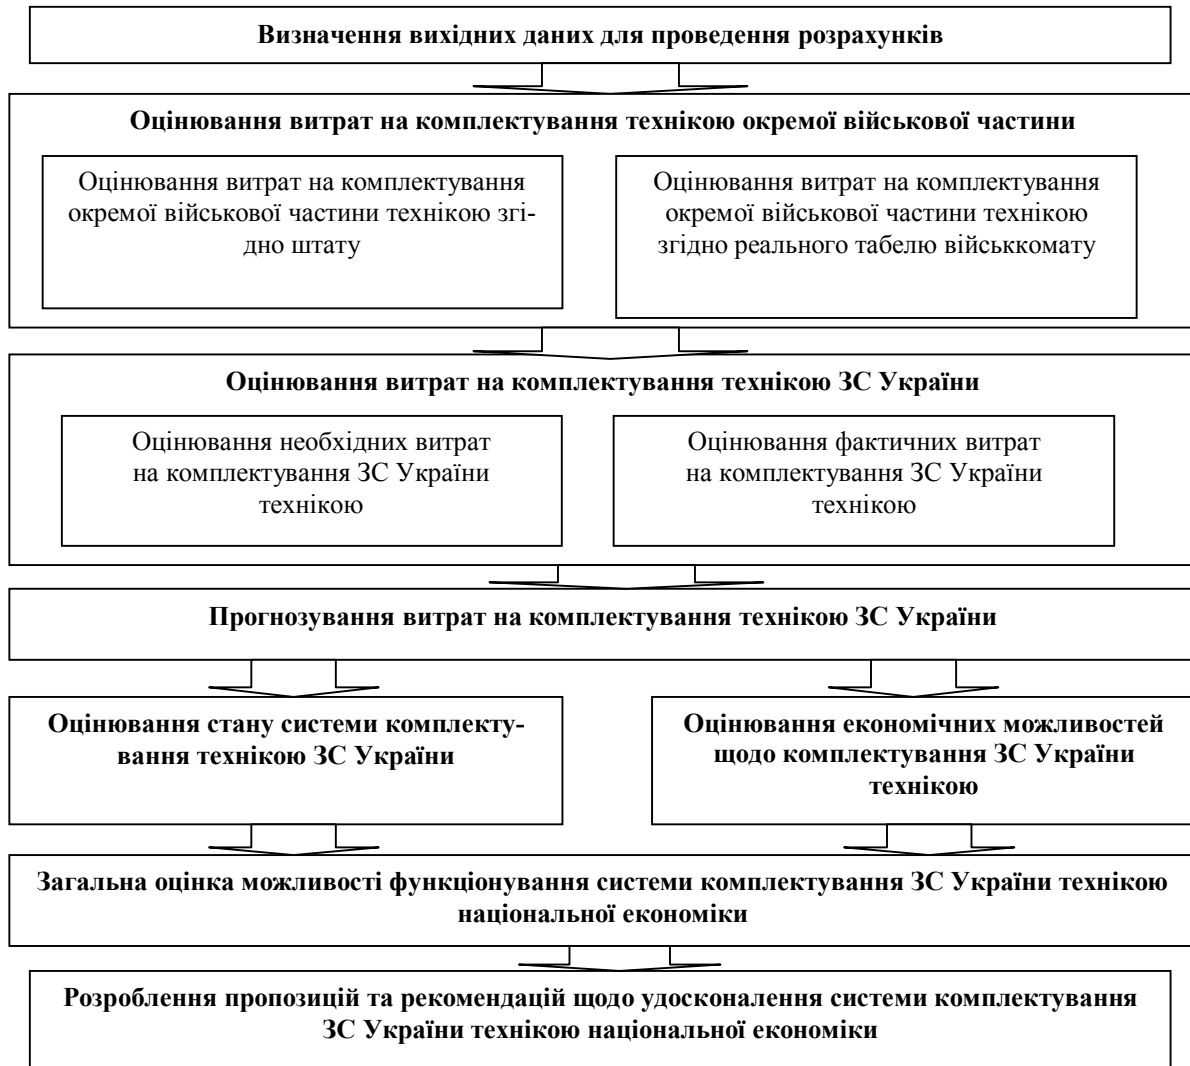 Визначення вихідних даних для проведення розрахунків
Оцінювання витрат на комплектування технікою окремої військової частини
Оцінювання витрат на комплектування
окремої військової частини технікою згі-
дно штату
Оцінювання витрат на комплектування
окремої військової частини технікою
згідно реального табелю військкомату
Оцінювання витрат на комплектування технікою ЗС України
Оцінювання необхідних витрат
на комплектування ЗС України
технікою
Оцінювання фактичних витрат
на комплектування ЗС України
технікою
Прогнозування витрат на комплектування технікою ЗС України
Оцінювання стану системи комплекту-
вання технікою ЗС України
Оцінювання економічних можливостей
щодо комплектування ЗС України
технікою
Загальна оцінка можливості функціонування системи комплектування ЗС України технікою
національної економіки
Розроблення пропозицій та рекомендацій щодо удосконалення системи комплектування
ЗС України технікою національної економіки